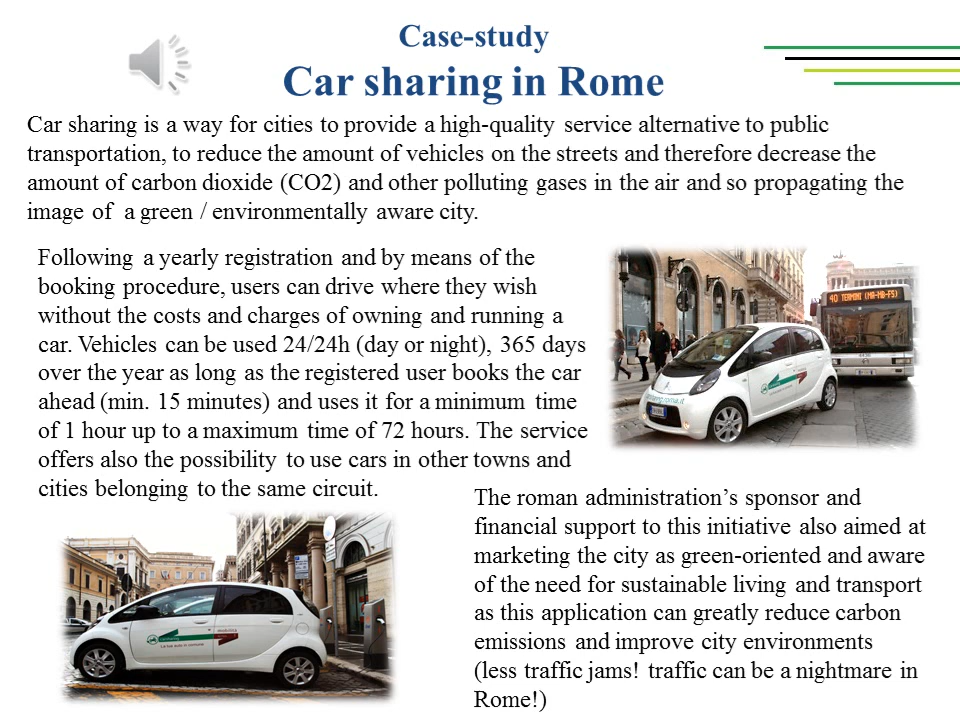 Case-study
Car sharing in Rome
Car sharing is a way for cities to provide a high-quality service alternative to public
transportation, to reduce the amount of vehicles on the streets and therefore decrease the
amount of carbon dioxide (CO2) and other polluting gases in the air and so propagating the
image of a green / environmentally aware city.
Following a yearly registration and by means of the
booking procedure, users can drive where they wish
without the costs and charges of owning and running a
car. Vehicles can be used 24/24h (day or night), 365 days
over the year as long as the registered user books the car
ahead (min. 15 minutes) and uses it for a minimum time
of 1 hour up to a maximum time of 72 hours. The service
offers also the possibility to use cars in other towns and
cities belonging to the same circuit.
40 TERMINI (MA-MB-FS)
The roman administration’s sponsor and
financial support to this initiative also aimed at
marketing the city as green-oriented and aware
of the need for sustainable living and transport
as this application can greatly reduce carbon
emissions and improve city environments
(less traffic jams! traffic can be a nightmare in
Rome!)